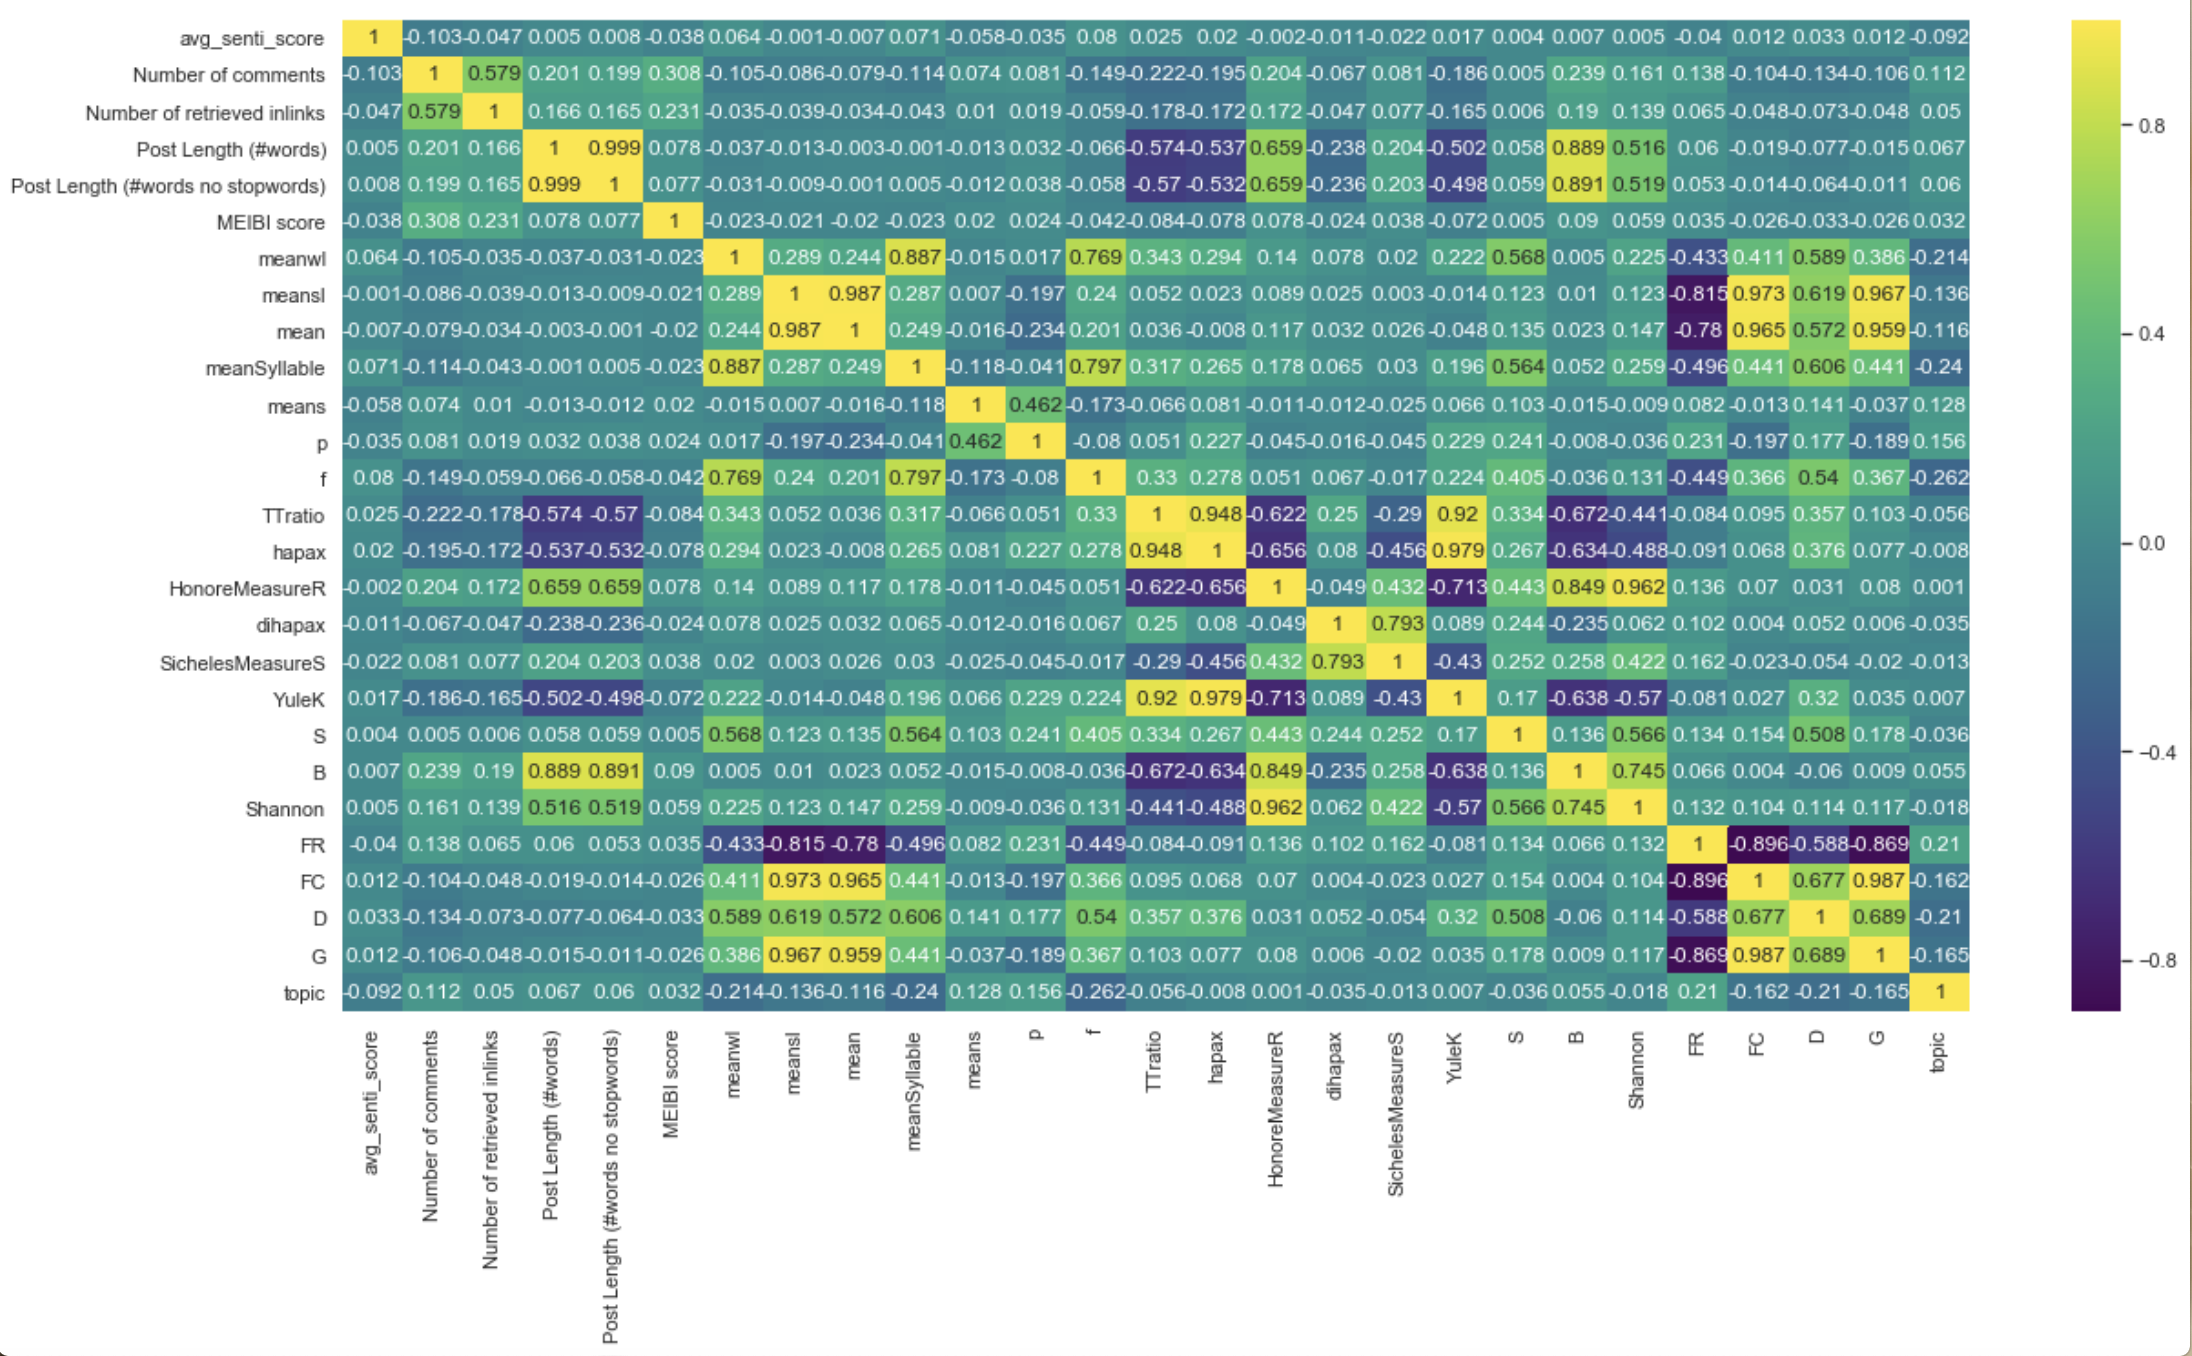 avg_senti_score 1 -0.103 -0.047 0.005 0.008 -0.038 0.064 -0.001 -0.007 0.071 -0.058 -0.035 0.08 0.025 0.02 -0.002 -0.011 -0.022 0.017 0.004 0.007 0.005 -0.04 0.012 0.033 0.012 -0.092
Number of comments -0.103 1 0.579 0.201 0.199 0.308 -0.105 -0.086 -0.079 -0.114 0.074 0.081 -0.149 -0.222 -0.195 0.204 -0.067 0.081 -0.186 0.005 0.239 0.161 0.138 -0.104 -0.134 -0.106 0.112
Number of retrieved inlinks -0.047 0.579 1 0.166 0.165 0.231 -0.035 -0.039 -0.034 -0.043 0.01 0.019 -0.059 -0.178 -0.172 0.172 -0.047 0.077 -0.165 0.006 0.19 0.139 0.065 -0.048 -0.073 -0.048 0.05
Post Length (#words) 0.005 0.201 0.166 1 0.999 0.078 -0.037 -0.013 -0.003 -0.001 -0.013 0.032 -0.066 -0.574 -0.537 0.659 -0.238 0.204 -0.502 0.058 0.889 0.516 0.06 -0.019 -0.077 -0.015 0.067
Post Length (#words no stopwords) 0.008 0.199 0.165 0.999 1 0.077 -0.031 -0.009 -0.001 0.005 -0.012 0.038 -0.058 -0.57 -0.532 0.659 -0.236 0.203 -0.498 0.059 0.891 0.519 0.053 -0.014 -0.064 -0.011 0.06
MEIBI score -0.038 0.308 0.231 0.078 0.077 1 -0.023 -0.021 -0.02 -0.023 0.02 0.024 -0.042 -0.084 -0.078 0.078 -0.024 0.038 -0.072 0.005 0.09 0.059 0.035 -0.026 -0.033 -0.026 0.032
meanwl 0.064 -0.105 -0.035 -0.037 -0.031 -0.023 1 0.289 0.244 0.887 -0.015 0.017 0.769 0.343 0.294 0.14 0.078 0.02 0.222 0.568 0.005 0.225 -0.433 0.411 0.589 0.386 -0.214
meansl -0.001 -0.086 -0.039 -0.013 -0.009 -0.021 0.289 1 0.987 0.287 0.007 -0.197 0.24 0.052 0.023 0.089 0.025 0.003 -0.014 0.123 0.01 0.123 -0.815 0.973 0.619 0.967 -0.136
mean -0.007 -0.079 -0.034 -0.003 -0.001 -0.02 0.244 0.987 1 0.249 -0.016 -0.234 0.201 0.036 -0.008 0.117 0.032 0.026 -0.048 0.135 0.023 0.147 -0.78 0.965 0.572 0.959 -0.116
meanSyllable 0.071 -0.114 -0.043 -0.001 0.005 -0.023 0.887 0.287 0.249 1 -0.118 -0.041 0.797 0.317 0.265 0.178 0.065 0.03 0.196 0.564 0.052 0.259 -0.496 0.441 0.606 0.441 -0.24
means -0.058 0.074 0.01 -0.013 -0.012 0.02 -0.015 0.007 -0.016 -0.118 1 0.462 -0.173 -0.066 0.081 -0.011 -0.012 -0.025 0.066 0.103 -0.015 -0.009 0.082 -0.013 0.141 -0.037 0.128
p -0.035 0.081 0.019 0.032 0.038 0.024 0.017 -0.197 -0.234 -0.041 0.462 1 -0.08 0.051 0.227 -0.045 -0.016 -0.045 0.229 0.241 -0.008 -0.036 0.231 -0.197 0.177 -0.189 0.156
f 0.08 -0.149 -0.059 -0.066 -0.058 -0.042 0.769 0.24 0.201 0.797 -0.173 -0.08 1 0.33 0.278 0.051 0.067 -0.017 0.224 0.405 -0.036 0.131 -0.449 0.366 0.54 0.367 -0.262
TTratio 0.025 -0.222 -0.178 -0.574 -0.57 -0.084 0.343 0.052 0.036 0.317 -0.066 0.051 0.33 1 0.948 -0.622 0.25 -0.29 0.92 0.334 -0.672 -0.441 -0.084 0.095 0.357 0.103 -0.056
hapax 0.02 -0.195 -0.172 -0.537 -0.532 -0.078 0.294 0.023 -0.008 0.265 0.081 0.227 0.278 0.948 1 -0.656 0.08 -0.456 0.979 0.267 -0.634 -0.488 -0.091 0.068 0.376 0.077 -0.008
HonoreMeasureR -0.002 0.204 0.172 0.659 0.659 0.078 0.14 0.089 0.117 0.178 -0.011 -0.045 0.051 -0.622 -0.656 1 -0.049 0.432 -0.713 0.443 0.849 0.962 0.136 0.07 0.031 0.08 0.001
dihapax -0.011 -0.067 -0.047 -0.238 -0.236 -0.024 0.078 0.025 0.032 0.065 -0.012 -0.016 0.067 0.25 0.08 -0.049 1 0.793 0.089 0.244 -0.235 0.062 0.102 0.004 0.052 0.006 -0.035
SichelesMeasureS -0.022 0.081 0.077 0.204 0.203 0.038 0.02 0.003 0.026 0.03 -0.025 -0.045 -0.017 -0.29 -0.456 0.432 0.793 1 -0.43 0.252 0.258 0.422 0.162 -0.023 -0.054 -0.02 -0.013
YuleK 0.017 -0.186 -0.165 -0.502 -0.498 -0.072 0.222 -0.014 -0.048 0.196 0.066 0.229 0.224 0.92 0.979 -0.713 0.089 -0.43 1 0.17 -0.638 -0.57 -0.081 0.027 0.32 0.035 0.007
S 0.004 0.005 0.006 0.058 0.059 0.005 0.568 0.123 0.135 0.564 0.103 0.241 0.405 0.334 0.267 0.443 0.244 0.252 0.17 1 0.136 0.566 0.134 0.154 0.508 0.178 -0.036
B 0.007 0.239 0.19 0.889 0.891 0.09 0.005 0.01 0.023 0.052 -0.015 -0.008 -0.036 -0.672 -0.634 0.849 -0.235 0.258 -0.638 0.136 1 0.745 0.066 0.004 -0.06 0.009 0.055
Shannon 0.005 0.161 0.139 0.516 0.519 0.059 0.225 0.123 0.147 0.259 -0.009 -0.036 0.131 -0.441 -0.488 0.962 0.062 0.422 -0.57 0.566 0.745 1 0.132 0.104 0.114 0.117 -0.018
FR -0.04 0.138 0.065 0.06 0.053 0.035 -0.433 -0.815 -0.78 -0.496 0.082 0.231 -0.449 -0.084 -0.091 0.136 0.102 0.162 -0.081 0.134 0.066 0.132 1 -0.896 -0.588 -0.869 0.21
FC 0.012 -0.104 -0.048 -0.019 -0.014 -0.026 0.411 0.973 0.965 0.441 -0.013 -0.197 0.366 0.095 0.068 0.07 0.004 -0.023 0.027 0.154 0.004 0.104 -0.896 1 0.677 0.987 -0.162
D 0.033 -0.134 -0.073 -0.077 -0.064 -0.033 0.589 0.619 0.572 0.606 0.141 0.177 0.54 0.357 0.376 0.031 0.052 -0.054 0.32 0.508 -0.06 0.114 -0.588 0.677 1 0.689 -0.21
G 0.012 -0.106 -0.048 -0.015 -0.011 -0.026 0.386 0.967 0.959 0.441 -0.037 -0.189 0.367 0.103 0.077 0.08 0.006 -0.02 0.035 0.178 0.009 0.117 -0.869 0.987 0.689 1 -0.165
topic -0.092 0.112 0.05 0.067 0.06 0.032 -0.214 -0.136 -0.116 -0.24 0.128 0.156 -0.262 -0.056 -0.008 0.001 -0.035 -0.013 0.007 -0.036 0.055 -0.018 0.21 -0.162 -0.21 -0.165 1
avg_senti_score
Number of comments
Number of retrieved inlinks
Post Length (#words)
Post Length (#words no stopwords)
MEIBI score
meanwl
meansl
mean
meanSyllable
means
p
f
TTratio
hapax
HonoreMeasureR
dihapax
SichelesMeasureS
YuleK
S
B
Shannon
FR
FC
D
G
topic
0.8
0.4
0.0
−0.4
−0.8